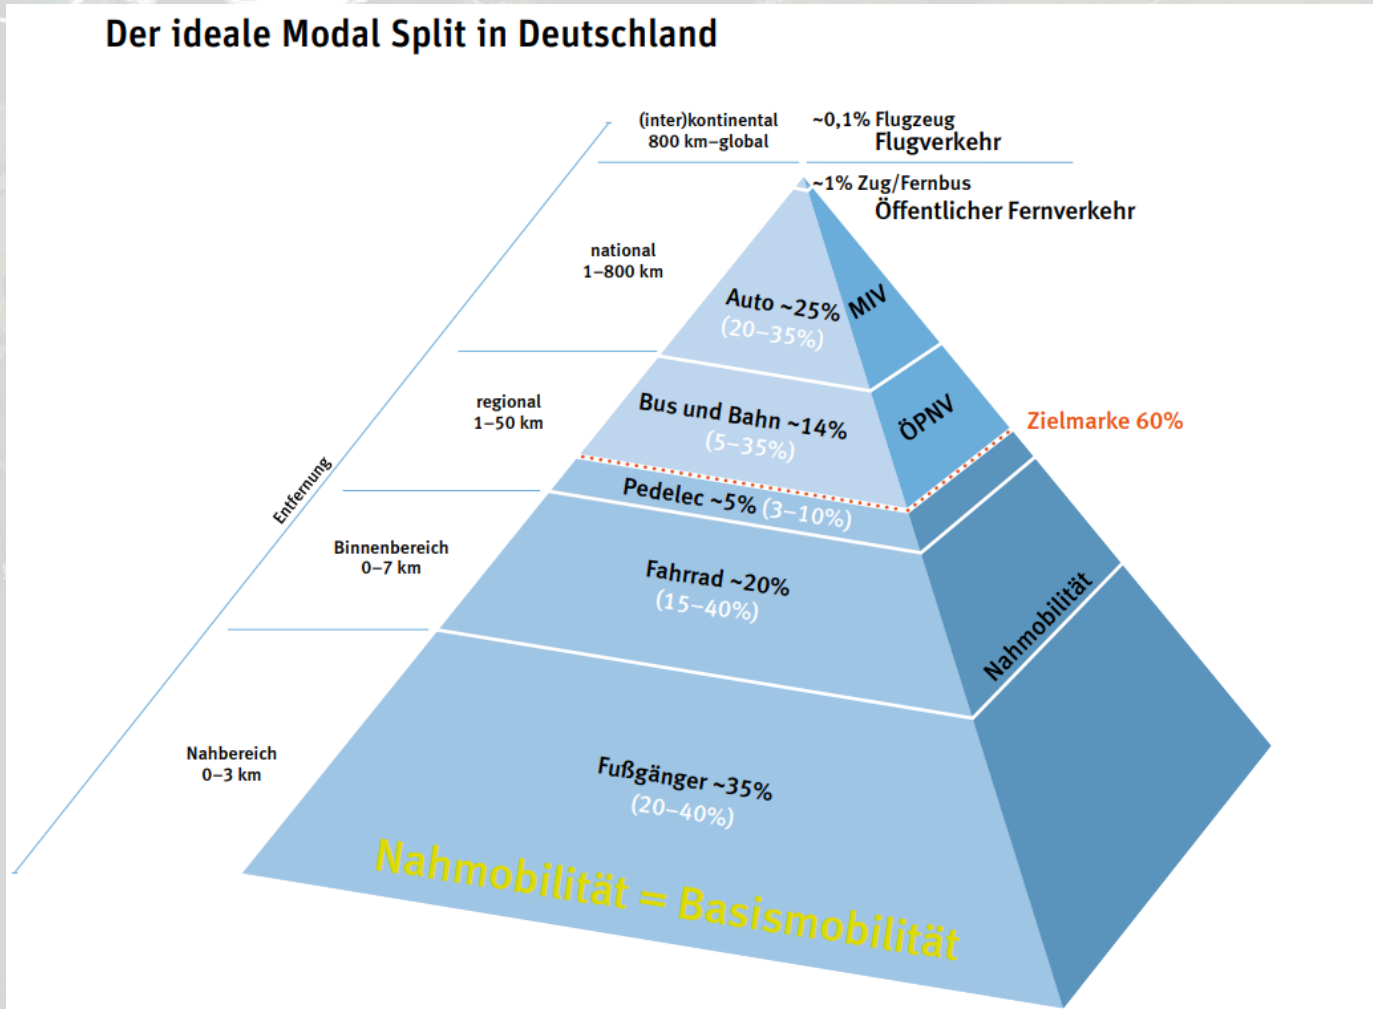 Der ideale Modal Split in Deutschland
(inter)kontinental
800 km–global
~0,1% Flugzeug
Flugverkehr
~1% Zug/Fernbus
Öffentlicher Fernverkehr
national
1–800 km
Auto ~25%
(20–35%)
MIV
regional
1–50 km
Bus und Bahn ~14%
(5–35%)
ÖPNV
Zielmarke 60%
Entfernung
Pedelec ~5% (3–10%)
Binnenbereich
0–7 km
Fahrrad ~20%
(15–40%)
Nahmobilität
Nahbereich
0–3 km
Fußgänger ~35%
(20–40%)
Nahmobilität = Basismobilität